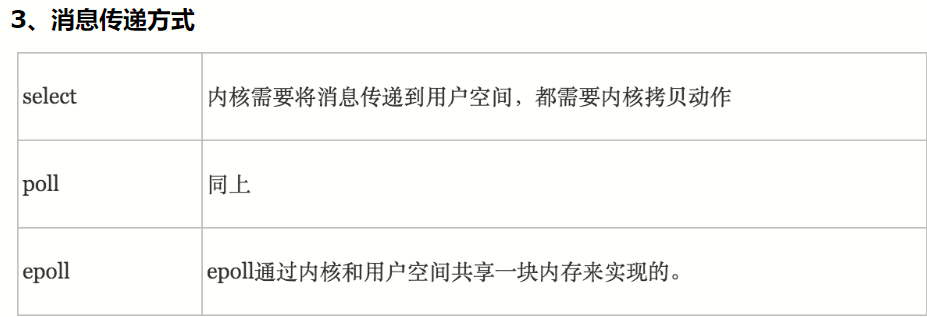 3、消息传递方式
select 内核需要将消息传递到用户空间，都需要内核拷贝动作
poll 同上
epoll epoll通过内核和用户空间共享一块内存来实现的。